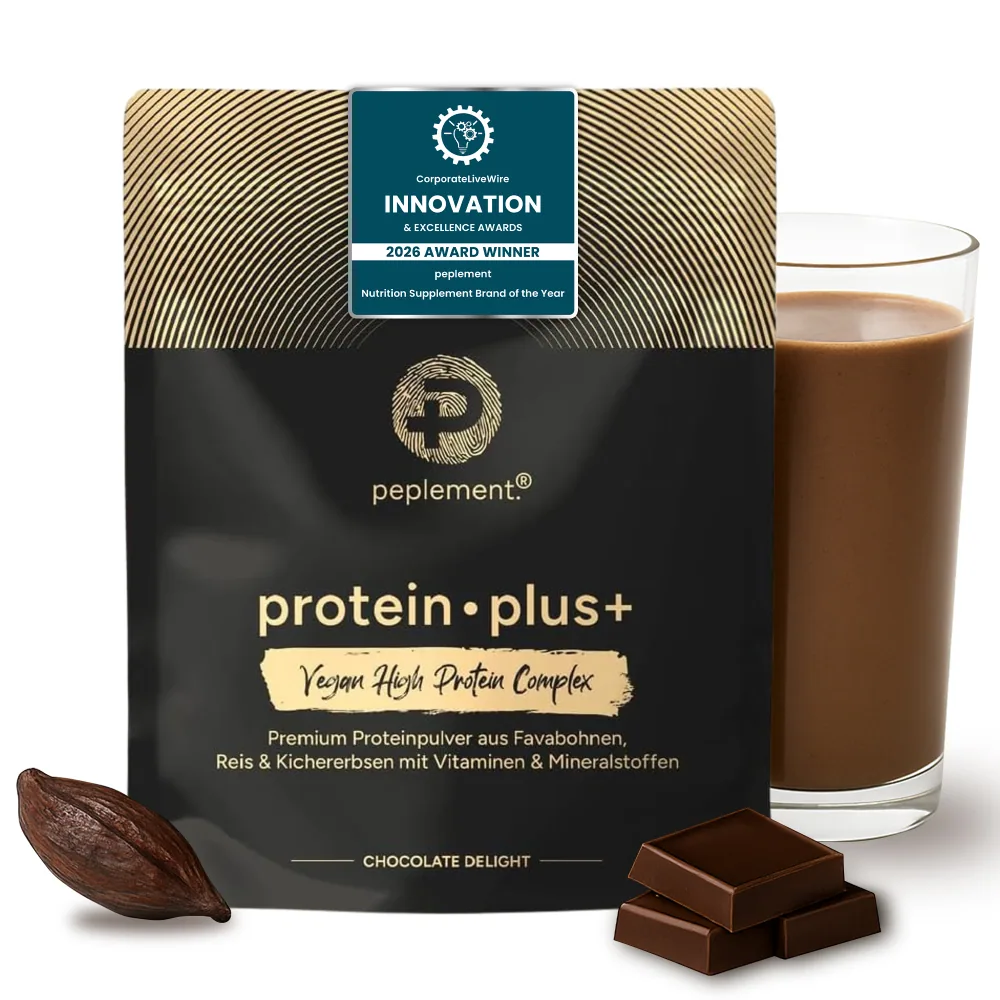 CorporateLiveWire
INNOVATION
& EXCELLENCE AWARDS
2026 AWARD WINNER
peplement
Nutrition Supplement Brand of the Year
peplement.®
protein • plus+
Vegan High Protein Complex
Premium Proteinpulver aus Favabohnen,
Reis & Kichererbsen mit Vitaminen & Mineralstoffen
CHOCOLATE DELIGHT